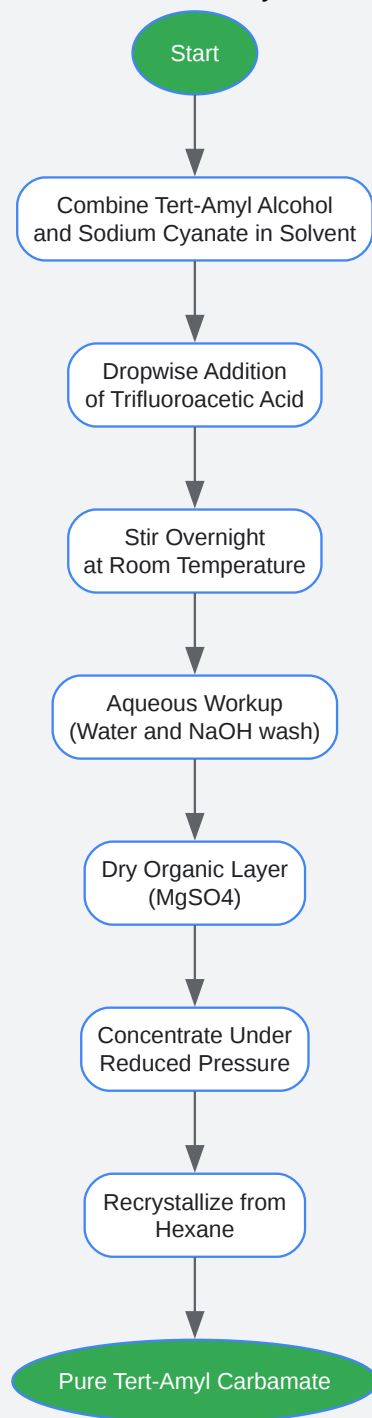 Start
Combine Tert-Amyl Alcohol
and Sodium Cyanate in Solvent
Dropwise Addition
of Trifluoroacetic Acid
Stir Overnight
at Room Temperature
Aqueous Workup
(Water and NaOH wash)
Dry Organic Layer
(MgSO4)
Concentrate Under
Reduced Pressure
Recrystallize from
Hexane
Pure Tert-Amyl Carbamate